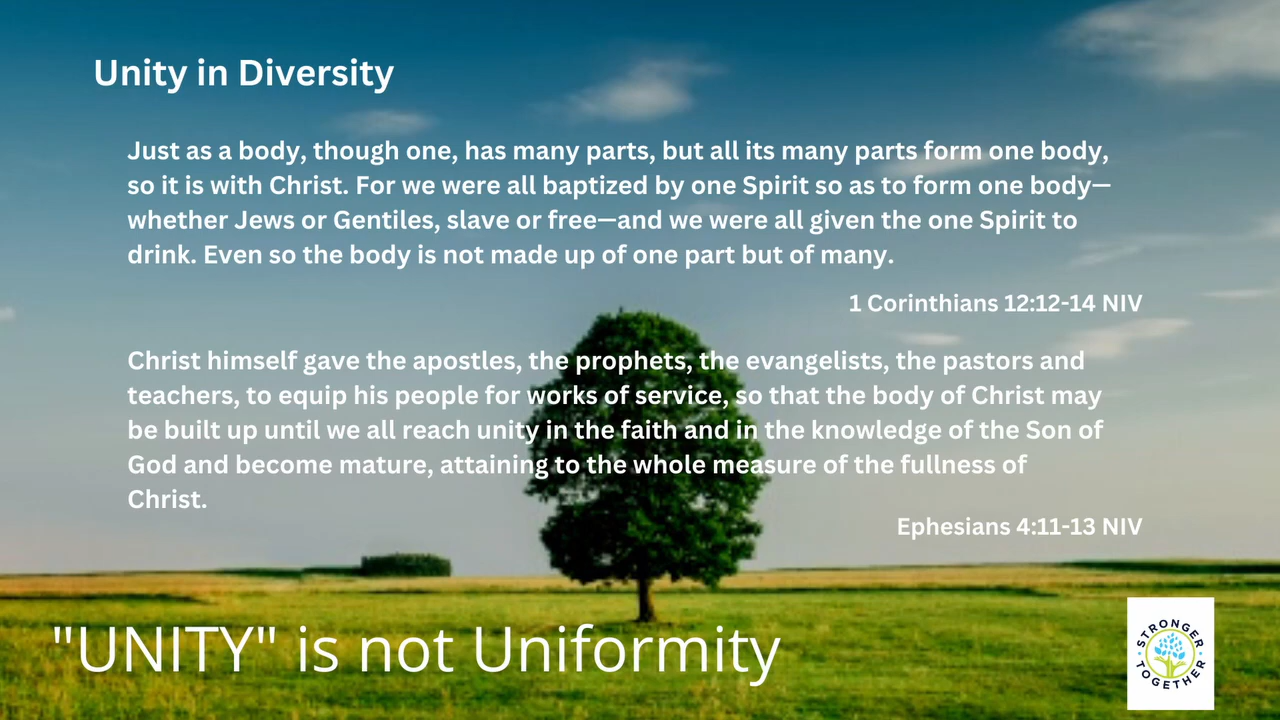 Unity in Diversity
Just as a body, though one, has many parts, but all its many parts form one body,
so it is with Christ. For we were all baptized by one Spirit so as to form one body—
whether Jews or Gentiles, slave or free—and we were all given the one Spirit to
drink. Even so the body is not made up of one part but of many.
1 Corinthians 12:12-14 NIV
Christ himself gave the apostles, the prophets, the evangelists, the pastors and
teachers, to equip his people for works of service, so that the body of Christ may
be built up until we all reach unity in the faith and in the knowledge of the Son of
God and become mature, attaining to the whole measure of the fullness of
Christ.
Ephesians 4:11-13 NIV
"UNITY" is not Uniformity
STRONGER
TOGETHER